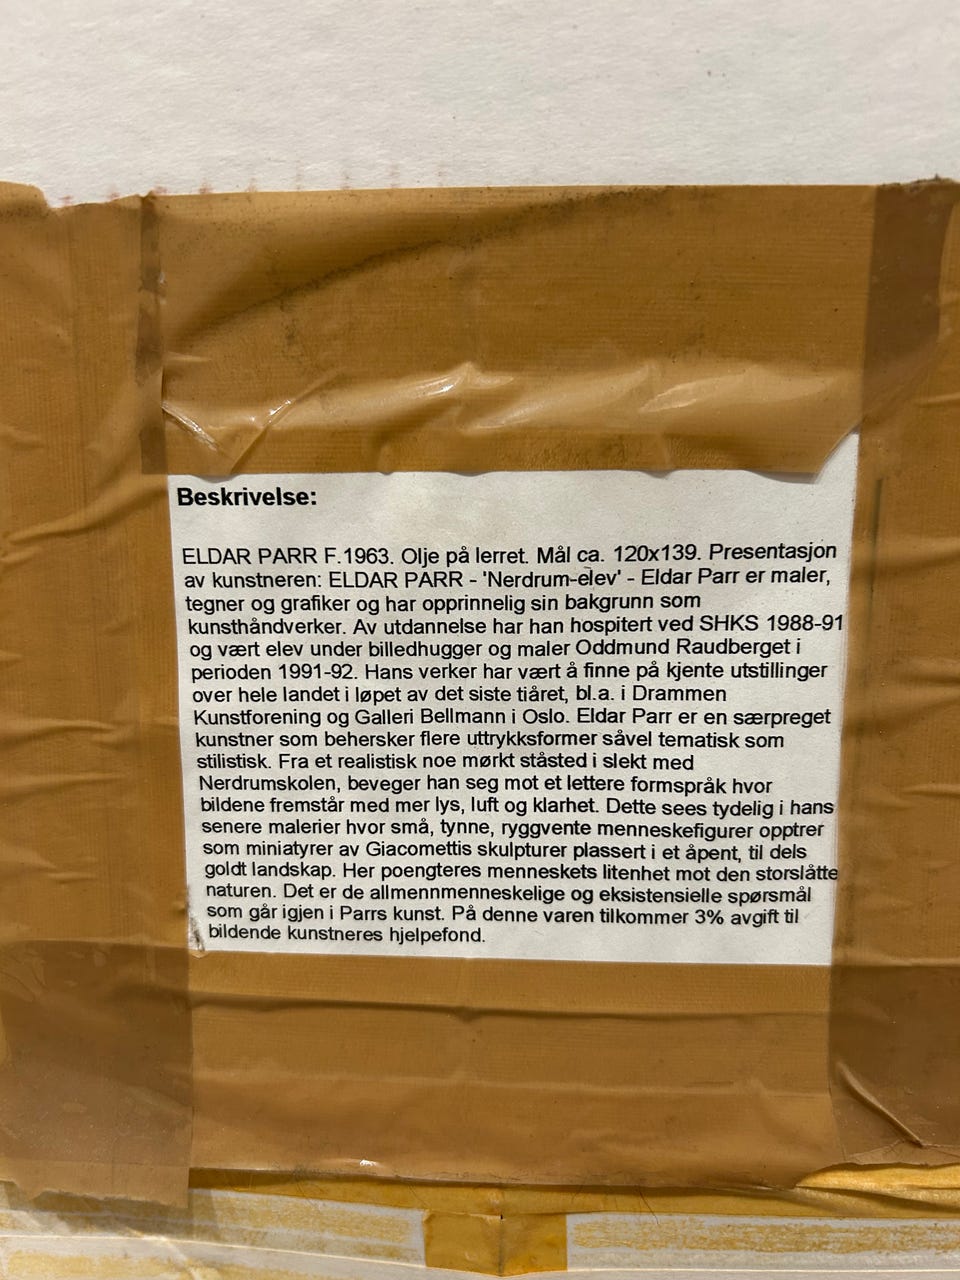 Beskrivelse:
ELDAR PARR F.1963. Olje på lerret. Mål ca. 120x139. Presentasjon
av kunstneren: ELDAR PARR - 'Nerdrum-elev' - Eldar Parr er maler,
tegner og grafiker og har opprinnelig sin bakgrunn som
kunsthåndverker. Av utdannelse har han hospitert ved SHKS 1988-91
og vært elev under billedhugger og maler Oddmund Raudberget i
perioden 1991-92. Hans verker har vært å finne på kjente utstillinger
over hele landet i løpet av det siste tiåret, bl.a. i Drammen
Kunstforening og Galleri Bellmann i Oslo. Eldar Parr er en særpreget
kunstner som behersker flere uttrykksformer såvel tematisk som
stilistisk. Fra et realistisk noe mørkt ståsted i slekt med
Nerdrumskolen, beveger han seg mot et lettere formspråk hvor
bildene fremstår med mer lys, luft og klarhet. Dette sees tydelig i hans
senere malerier hvor små, tynne, ryggvente menneskefigurer opptrer
som miniatyrer av Giacomettis skulpturer plassert i et åpent, til dels
goldt landskap. Her poengteres menneskets litenhet mot den storslåtte
naturen. Det er de allmennmenneskelige og eksistensielle spørsmål
som går igjen i Parrs kunst. På denne varen tilkommer 3% avgift til
bildende kunstneres hjelpefond.